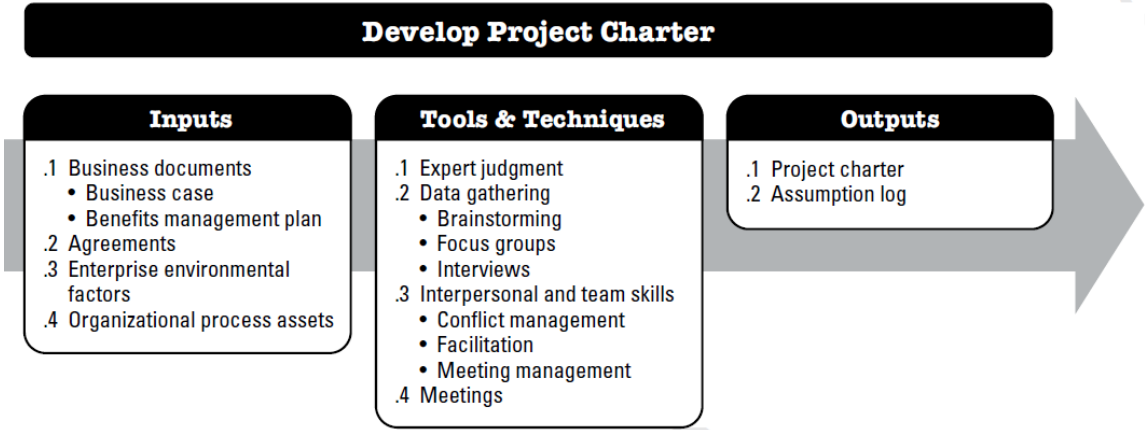 Develop Project Charter
Inputs
.1 Business documents
• Business case
• Benefits management plan
.2 Agreements
.3 Enterprise environmental
factors
.4 Organizational process assets
Tools & Techniques
.1 Expert judgment
.2 Data gathering
• Brainstorming
• Focus groups
• Interviews
.3 Interpersonal and team skills
• Conflict management
• Facilitation
• Meeting management
.4 Meetings
Outputs
.1 Project charter
.2 Assumption log